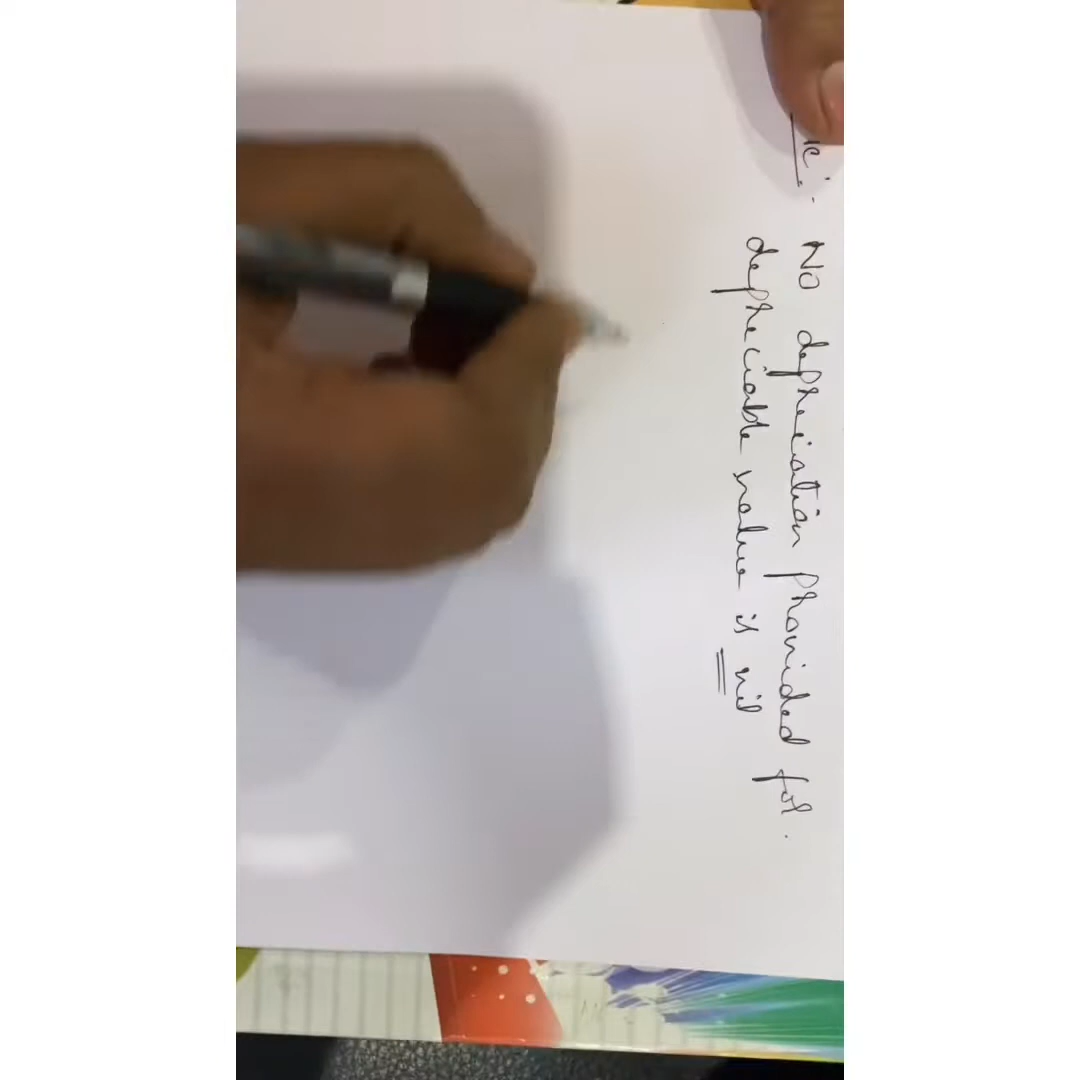 No depreciation provided for.
depreciable value is nil